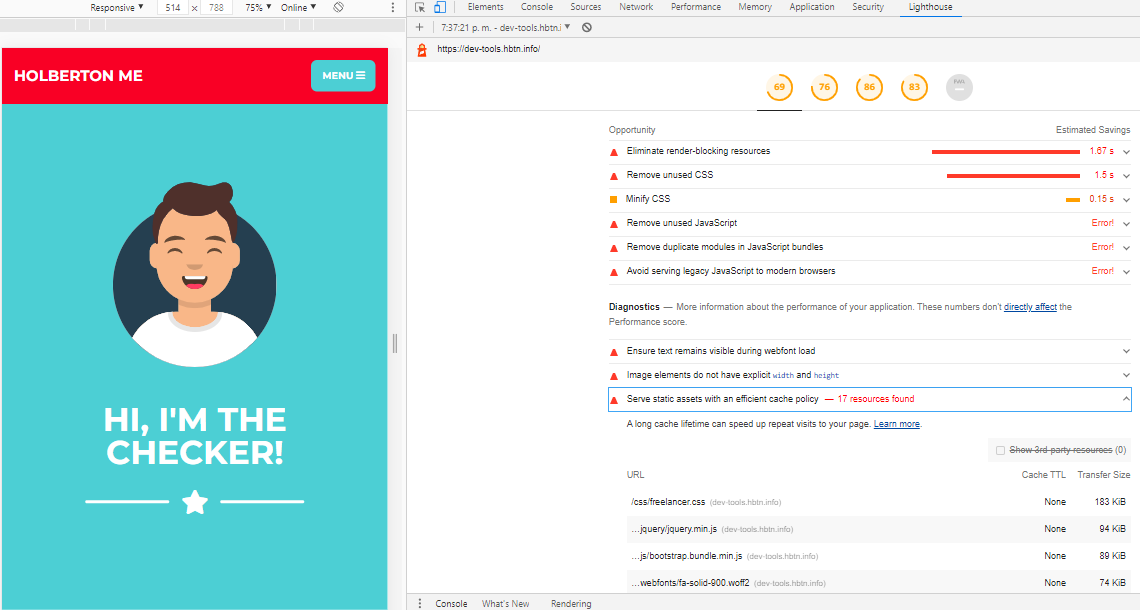 Responsive ▼ 514 × 788 75% ▼ Online ▼
Elements Console Sources Network Performance Memory Application Security Lighthouse
+ 7:37:21 p. m. - dev-tools.hbtn.i ▼
https://dev-tools.hbtn.info/
HOLBERTON ME
MENU
HI, I'M THE
CHECKER!
69 76 86 83
Opportunity Estimated Savings
Eliminate render-blocking resources 1.67 s
Remove unused CSS 1.5 s
Minify CSS 0.15 s
Remove unused JavaScript Error!
Remove duplicate modules in JavaScript bundles Error!
Avoid serving legacy JavaScript to modern browsers Error!
Diagnostics — More information about the performance of your application. These numbers don't directly affect the
Performance score.
Ensure text remains visible during webfont load
Image elements do not have explicit width and height
Serve static assets with an efficient cache policy — 17 resources found
A long cache lifetime can speed up repeat visits to your page. Learn more.
Show 3rd-party resources (0)
URL Cache TTL Transfer Size
/css/freelancer.css (dev-tools.hbtn.info) None 183 KiB
…jquery/jquery.min.js (dev-tools.hbtn.info) None 94 KiB
…js/bootstrap.bundle.min.js (dev-tools.hbtn.info) None 89 KiB
…webfonts/fa-solid-900.woff2 (dev-tools.hbtn.info) None 74 KiB
Console What's New Rendering